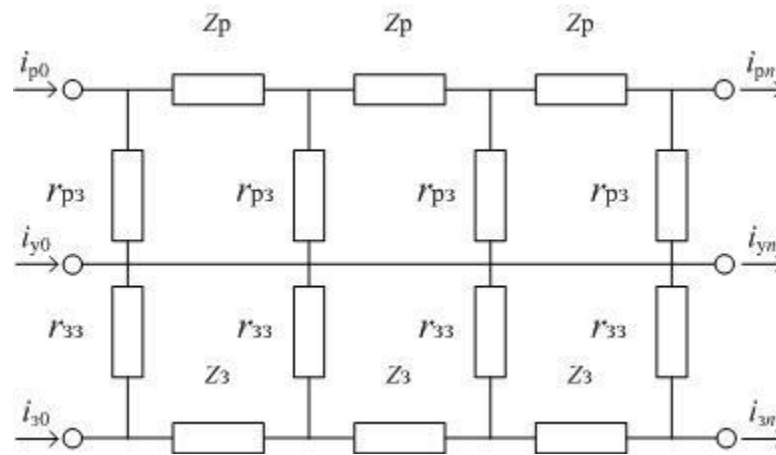 Zр Zр Zр
iр0 iрn
rрз rрз rрз rрз
iу0 iуn
rзз rзз rзз rзз
Zз Zз Zз
iз0 iзn